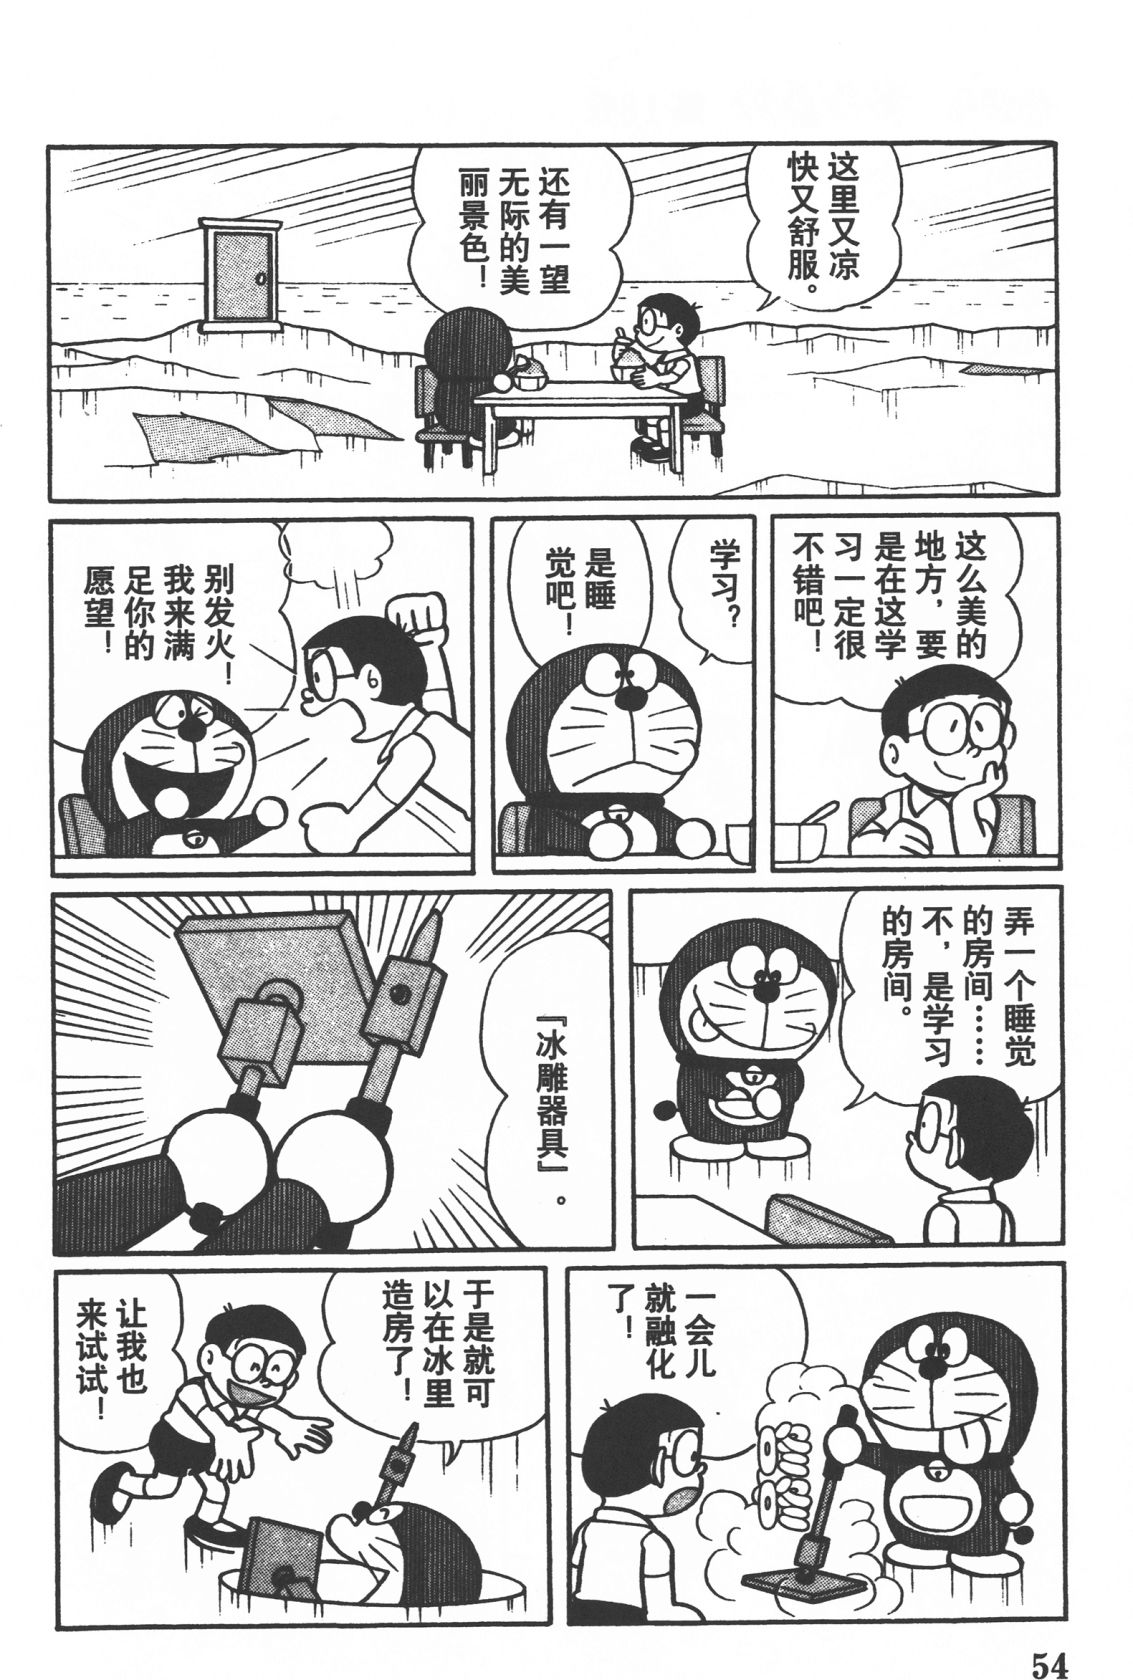 这里又凉
快又舒服。
还有一望
无际的美
丽景色！
这么美的
地方，要
是在这学
习一定很
不错吧！
学习？
是睡
觉吧！
别发火！
我来满
足你的
愿望！
弄一个睡觉
的房间……
不，是学习
的房间。
『冰雕器具』。
一会儿
就融化
了！
于是就可
以在冰里
造房了！
让我也
来试试！
54